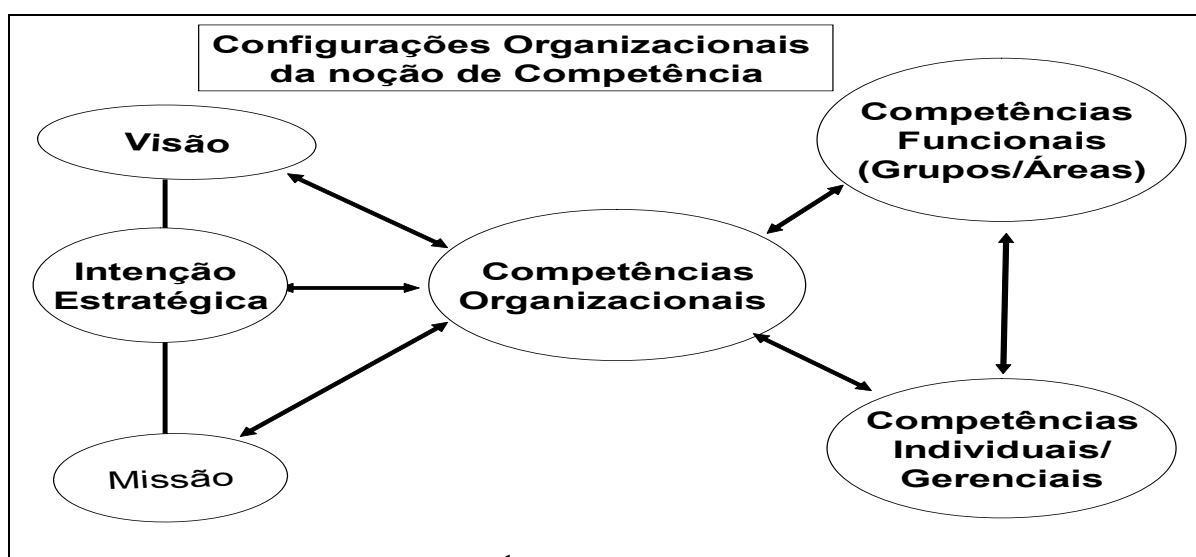 Configurações Organizacionais
da noção de Competência
Visão
Intenção
Estratégica
Missão
Competências
Organizacionais
Competências
Funcionais
(Grupos/Áreas)
Competências
Individuais/
Gerenciais